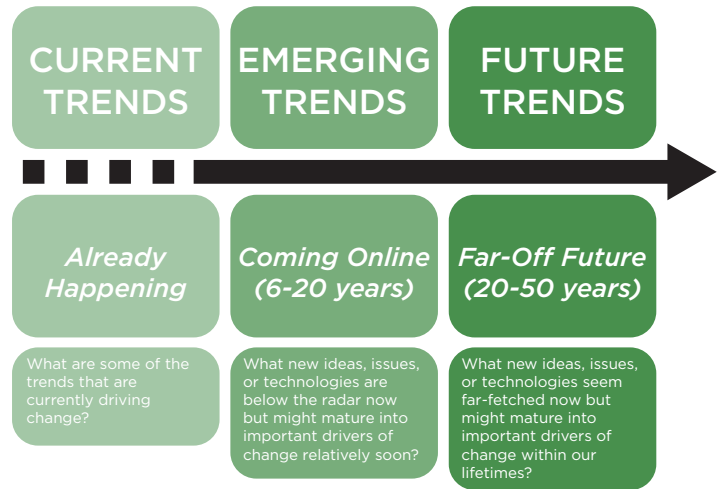 CURRENT
TRENDS
EMERGING
TRENDS
FUTURE
TRENDS
Already
Happening
Coming Online
(6-20 years)
Far-Off Future
(20-50 years)
What are some of the
trends that are
currently driving
change?
What new ideas, issues,
or technologies are
below the radar now
but might mature into
important drivers of
change relatively soon?
What new ideas, issues,
or technologies seem
far-fetched now but
might mature into
important drivers of
change within our
lifetimes?